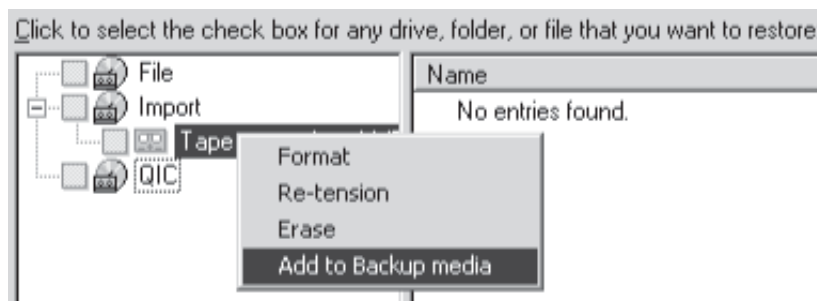 Click to select the check box for any drive, folder, or file that you want to restore
File
Name
Import
No entries found.
Tape
QIC
Format
Re-tension
Erase
Add to Backup media